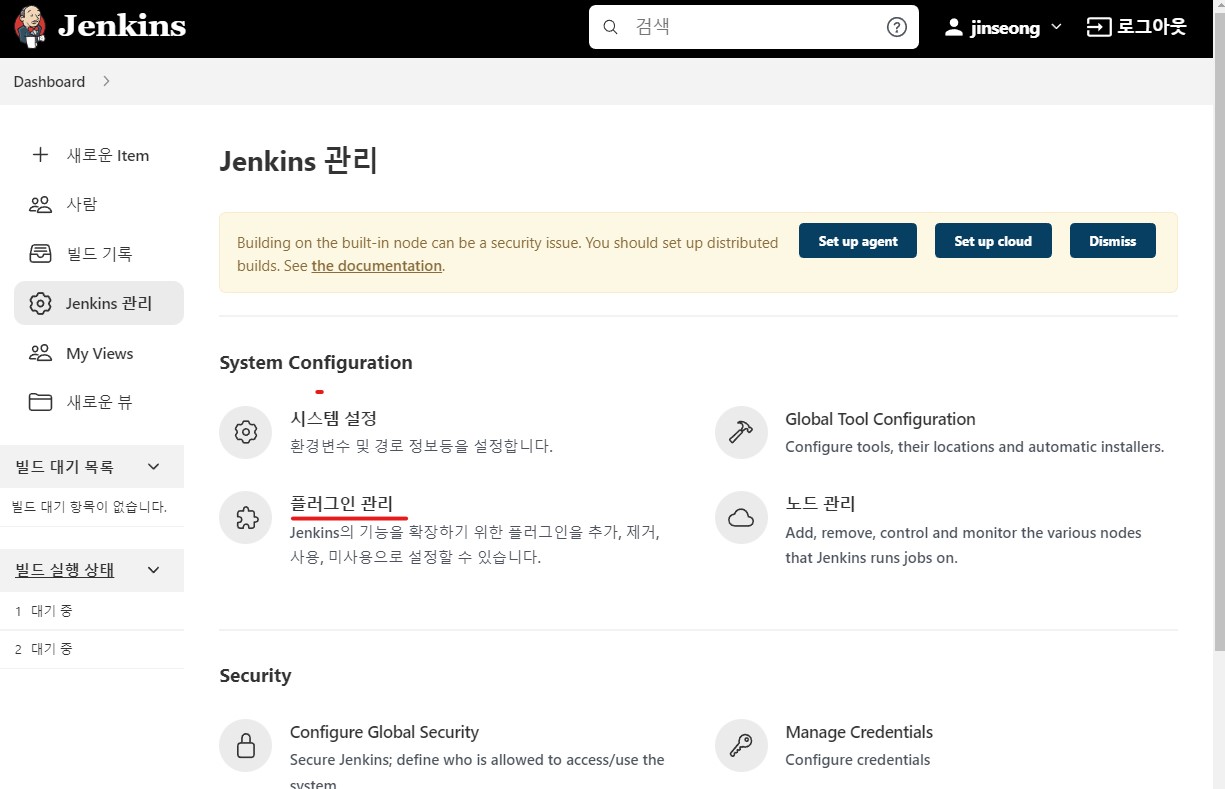 Jenkins
검색
jinseong
로그아웃
Dashboard
새로운 Item
사람
빌드 기록
Jenkins 관리
My Views
새로운 뷰
빌드 대기 목록
빌드 대기 항목이 없습니다.
빌드 실행 상태
1 대기 중
2 대기 중
Jenkins 관리
Building on the built-in node can be a security issue. You should set up distributed
builds. See the documentation.
Set up agent
Set up cloud
Dismiss
System Configuration
시스템 설정
환경변수 및 경로 정보등을 설정합니다.
Global Tool Configuration
Configure tools, their locations and automatic installers.
플러그인 관리
Jenkins의 기능을 확장하기 위한 플러그인을 추가, 제거,
사용, 미사용으로 설정할 수 있습니다.
노드 관리
Add, remove, control and monitor the various nodes
that Jenkins runs jobs on.
Security
Configure Global Security
Secure Jenkins; define who is allowed to access/use the
system.
Manage Credentials
Configure credentials